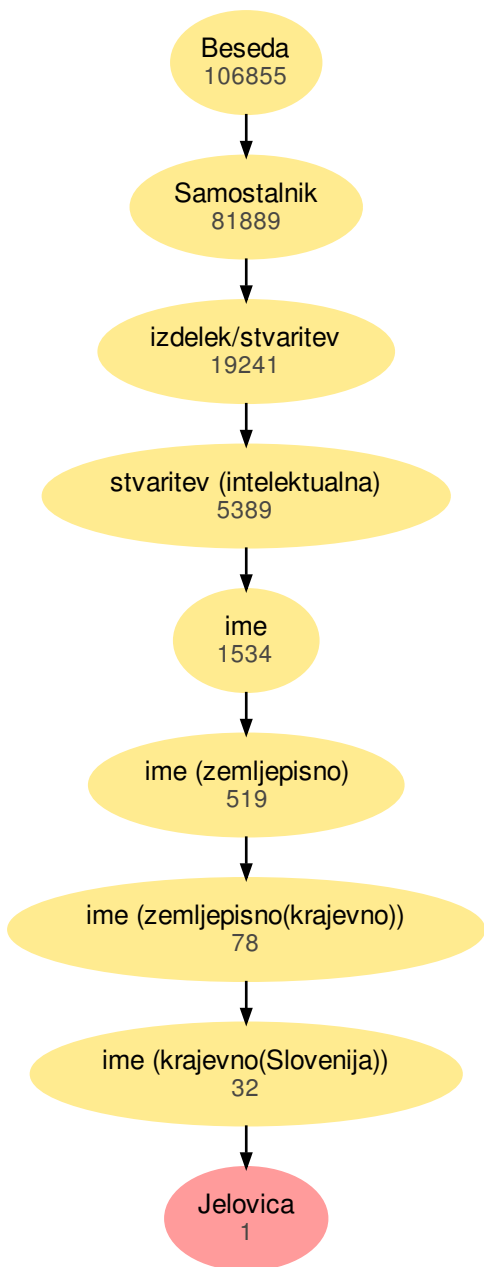 Beseda
106855
Samostalnik
81889
izdelek/stvaritev
19241
stvaritev (intelektualna)
5389
ime
1534
ime (zemljepisno)
519
ime (zemljepisno(krajevno))
78
ime (krajevno(Slovenija))
32
Jelovica
1